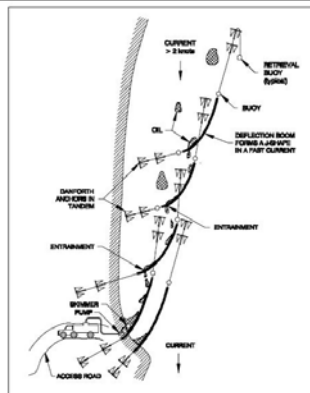 CURRENT
> 2 knots
RETRIEVAL
BUOY
(typical)
BUOY
OIL
DEFLECTION BOOM
FORMS A J-SHAPE
IN A FAST CURRENT
DANFORTH
ANCHORS IN
TANDEM
ENTRAINMENT
ENTRAINMENT
SKIMMER
PUMP
CURRENT
ACCESS ROAD